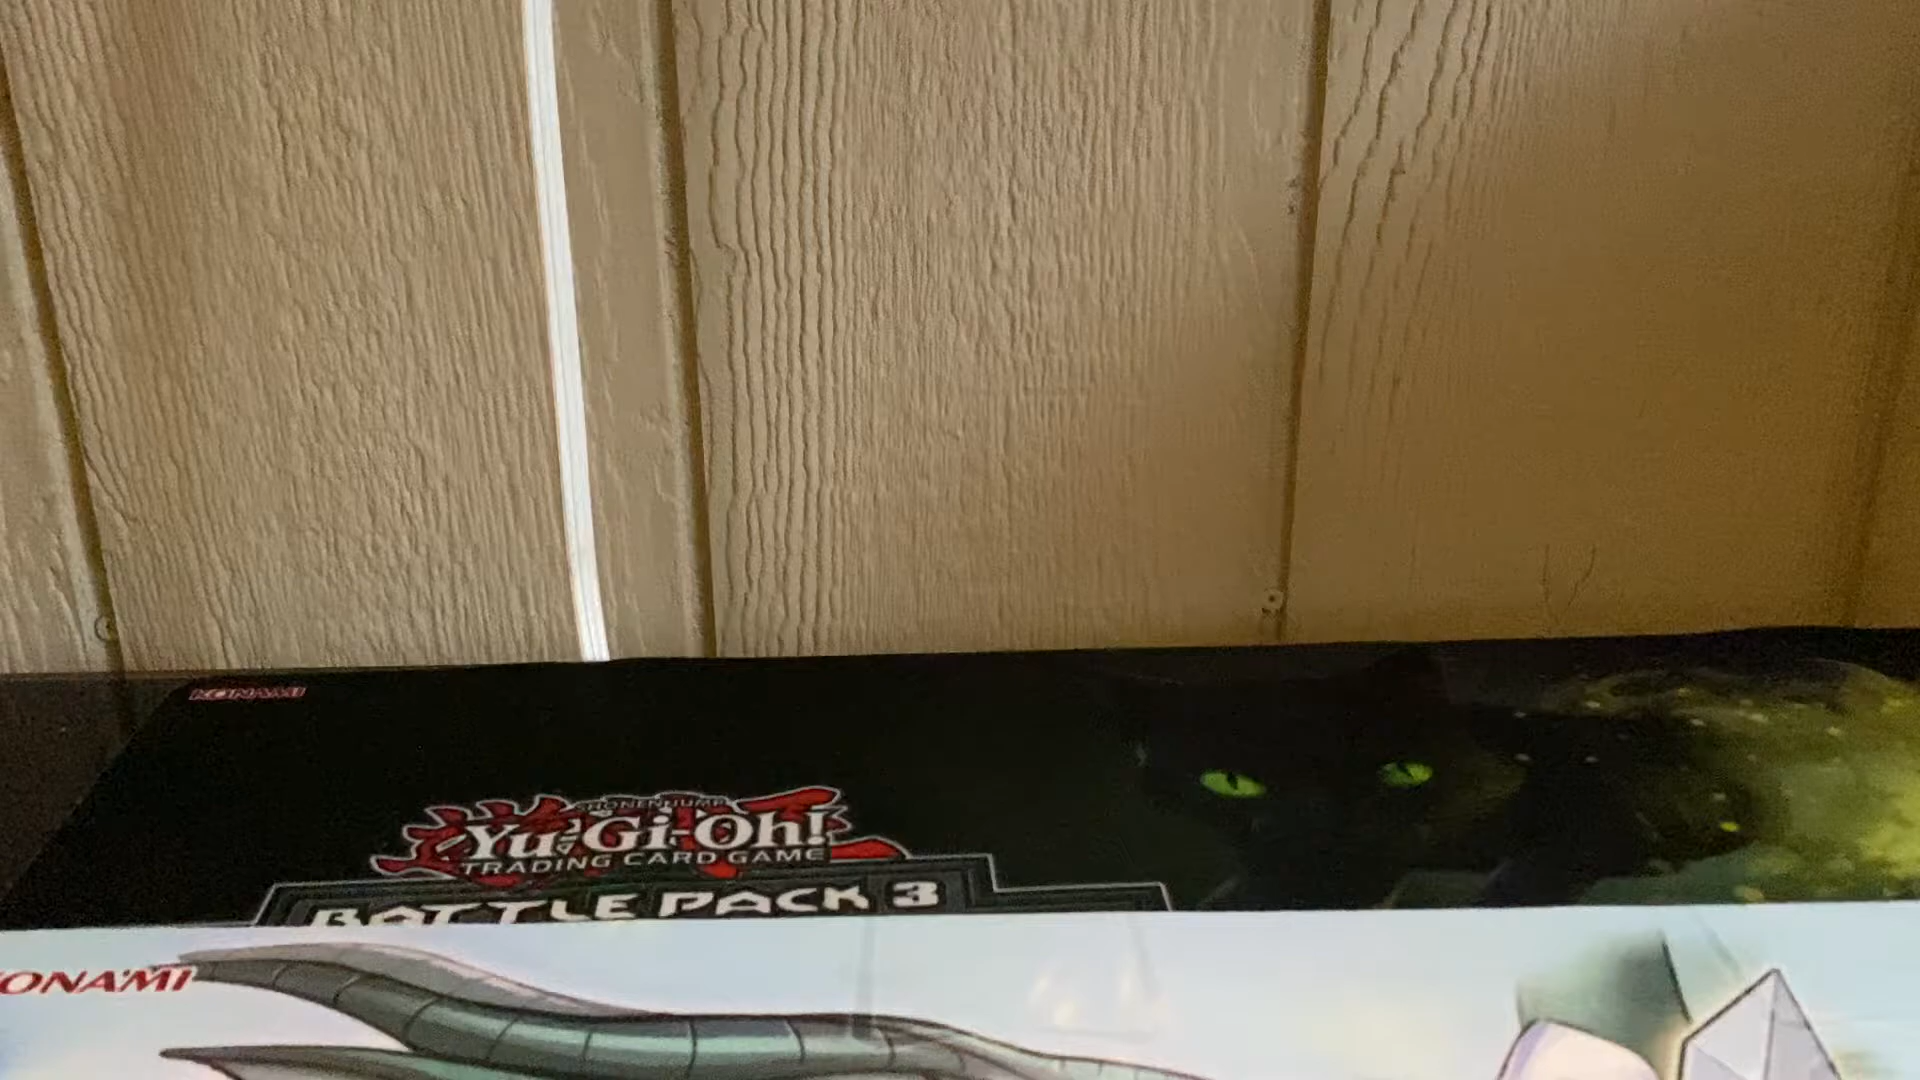 KONAMI
SHONEN JUMP
Yu-Gi-Oh!
TRADING CARD GAME
BATTLE PACK 3
KONAMI